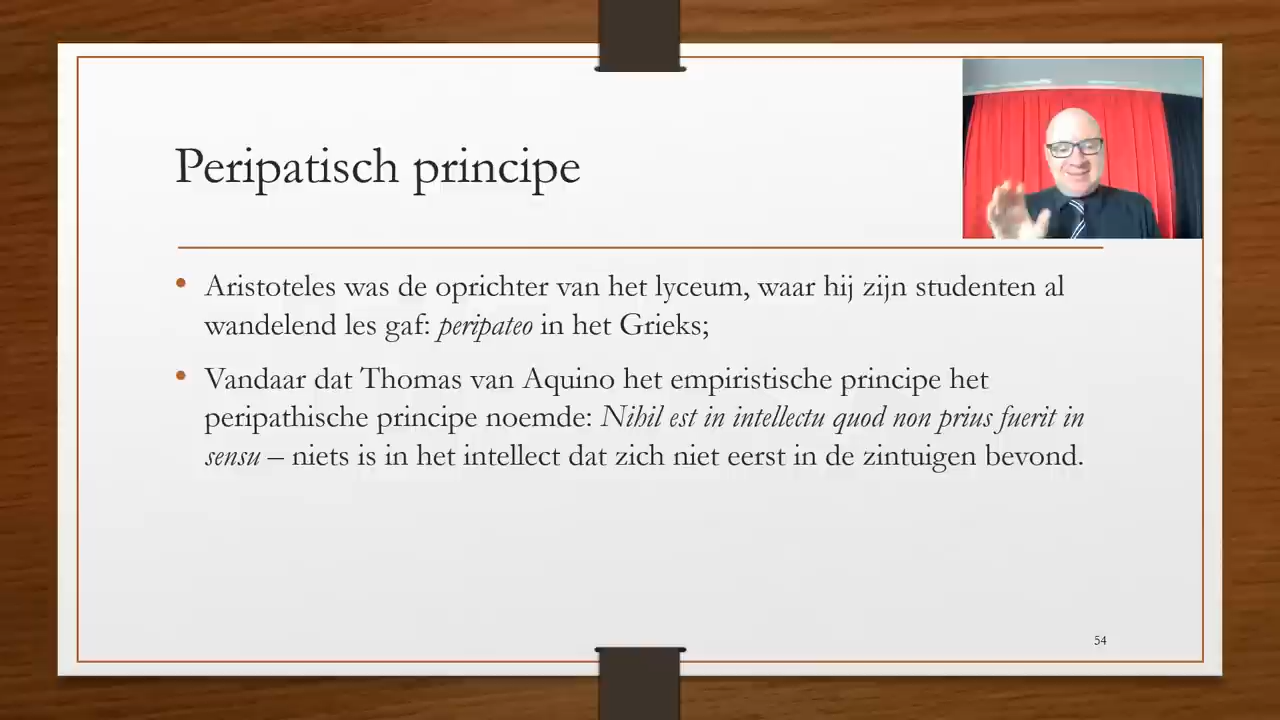 Peripatisch principe
• Aristoteles was de oprichter van het lyceum, waar hij zijn studenten al
wandelend les gaf: peripateo in het Grieks;
• Vandaar dat Thomas van Aquino het empiristische principe het
peripathische principe noemde: Nihil est in intellectu quod non prius fuerit in
sensu – niets is in het intellect dat zich niet eerst in de zintuigen bevond.
54